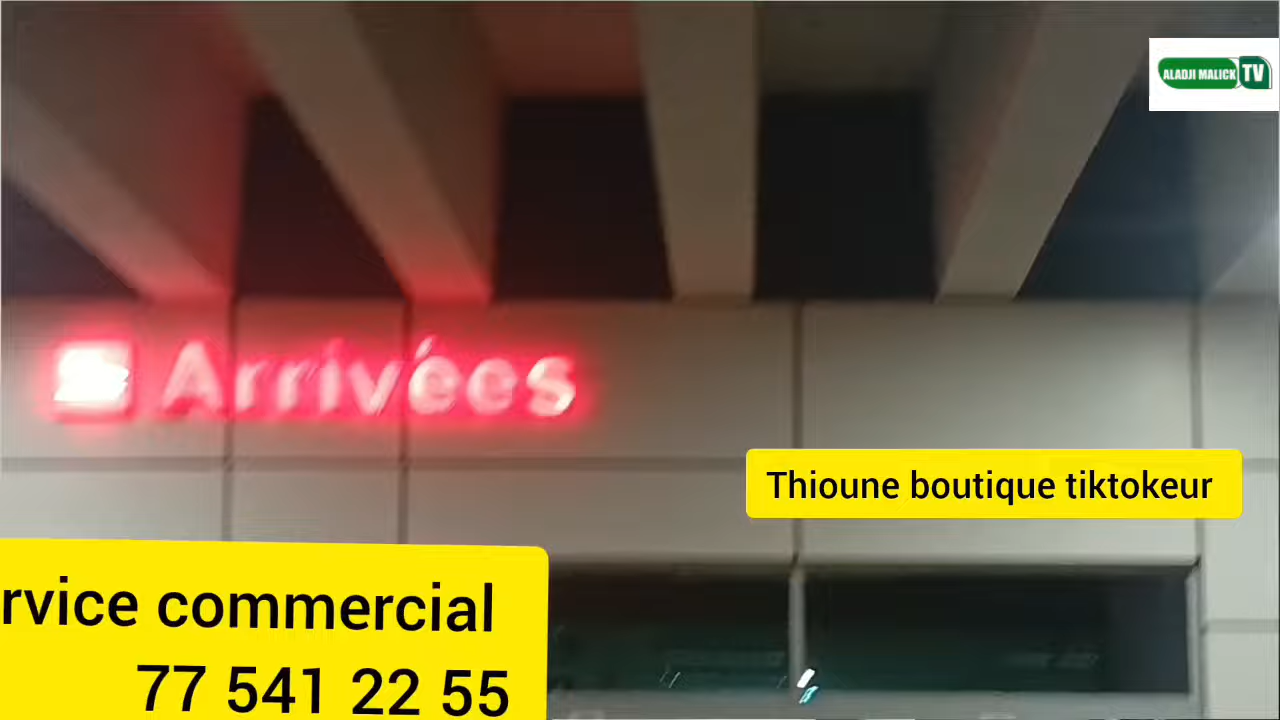 ALADJI MALICK TV
Arrivées
Thioune boutique tiktokeur
rvice commercial
77 541 22 55